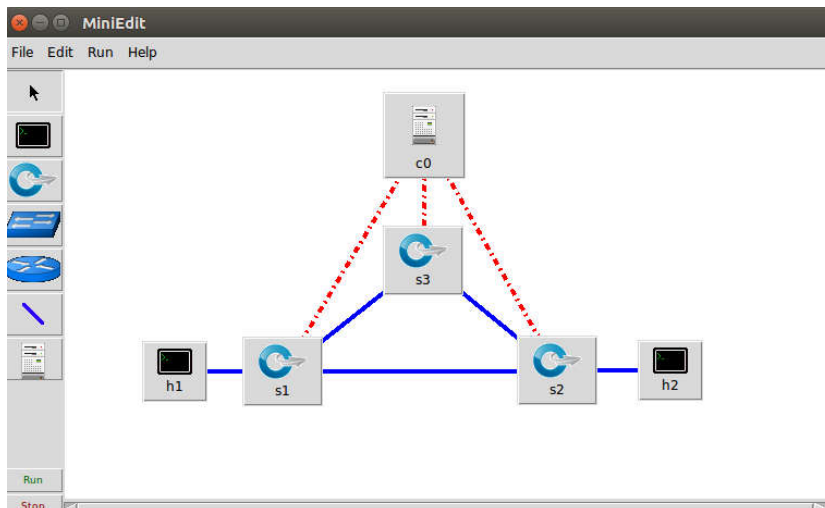 MiniEdit
File Edit Run Help
c0
s3
h1
s1
s2
h2
Run
Stop